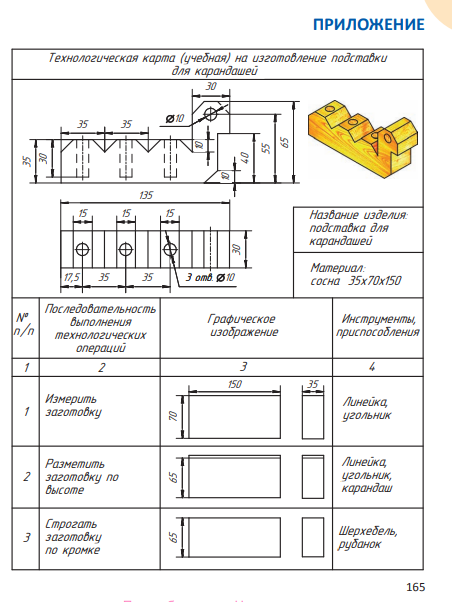 ПРИЛОЖЕНИЕ
Технологическая карта (учебная) на изготовление подставки
для карандашей
30
⌀10
35
35
35
30
10
10
40
55
65
135
15
15
15
30
17,5
35
35
3 отв. ⌀10
Название изделия:
подставка для
карандашей
Материал:
сосна 35х70х150
№
п/п
Последовательность
выполнения
технологических
операций
Графическое
изображение
Инструменты,
приспособления
1
2
3
4
1
Измерить
заготовку
150
35
70
Линейка,
угольник
2
Разметить
заготовку по
высоте
65
Линейка,
угольник,
карандаш
3
Строгать
заготовку
по кромке
65
Шерхебель,
рубанок
165